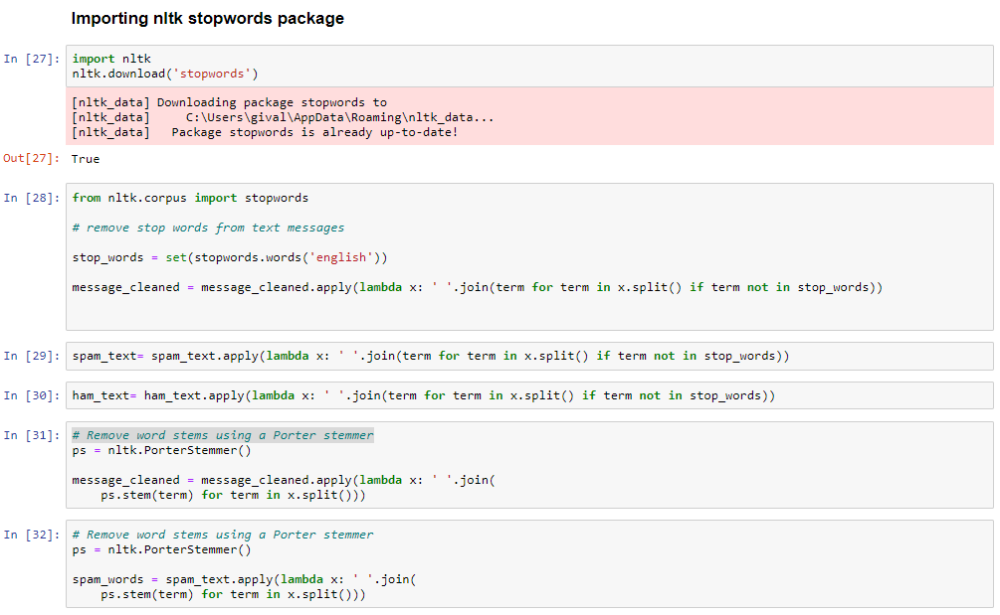 Importing nltk stopwords package
In [27]: import nltk
nltk.download('stopwords')
[nltk_data] Downloading package stopwords to
[nltk_data]     C:\Users\gival\AppData\Roaming\nltk_data...
[nltk_data]   Package stopwords is already up-to-date!
Out[27]: True
In [28]: from nltk.corpus import stopwords
# remove stop words from text messages
stop_words = set(stopwords.words('english'))
message_cleaned = message_cleaned.apply(lambda x: ' '.join(term for term in x.split() if term not in stop_words))
In [29]: spam_text= spam_text.apply(lambda x: ' '.join(term for term in x.split() if term not in stop_words))
In [30]: ham_text= ham_text.apply(lambda x: ' '.join(term for term in x.split() if term not in stop_words))
In [31]: # Remove word stems using a Porter stemmer
ps = nltk.PorterStemmer()
message_cleaned = message_cleaned.apply(lambda x: ' '.join(
    ps.stem(term) for term in x.split()))
In [32]: # Remove word stems using a Porter stemmer
ps = nltk.PorterStemmer()
spam_words = spam_text.apply(lambda x: ' '.join(
    ps.stem(term) for term in x.split()))